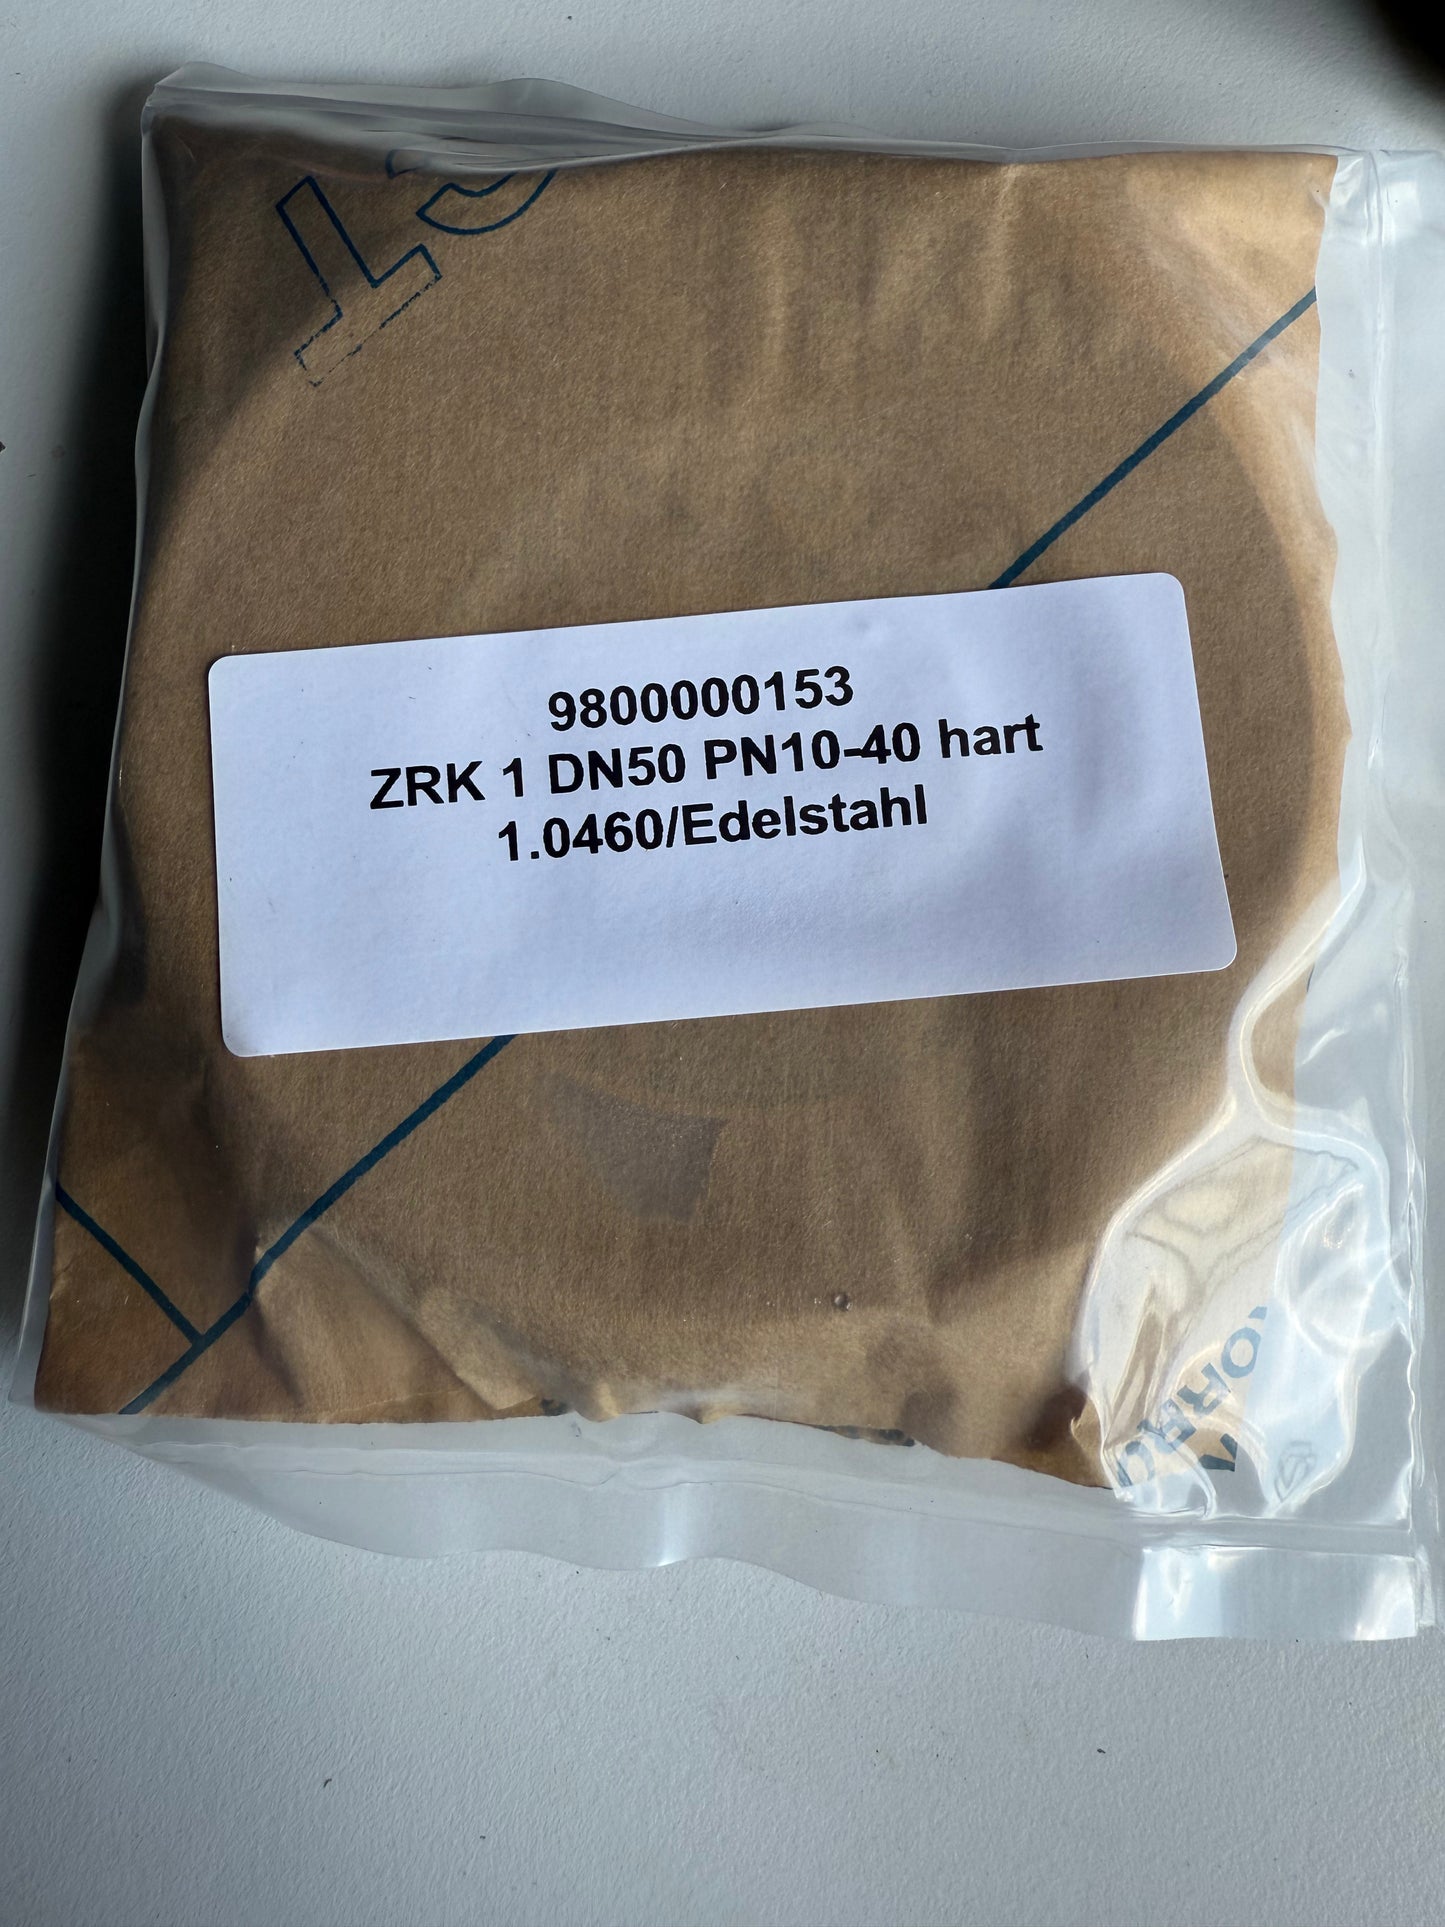 9800000153
ZRK 1 DN50 PN10-40 hart
1.0460/Edelstahl